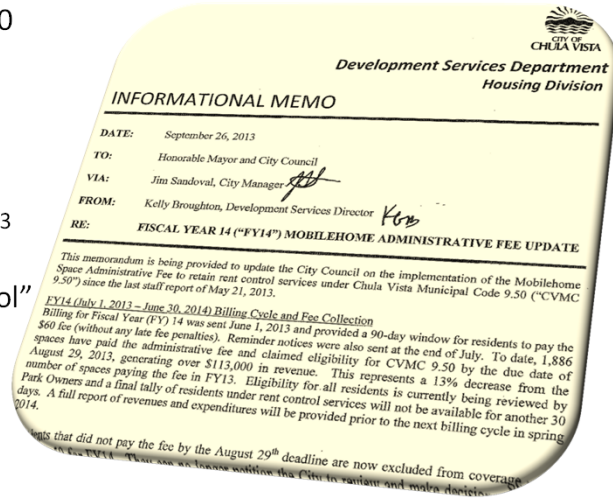 0
3
ol"
CITY OF
CHULA VISTA
Development Services Department
Housing Division
INFORMATIONAL MEMO
DATE: September 26, 2013
TO: Honorable Mayor and City Council
VIA: Jim Sandoval, City Manager
FROM: Kelly Broughton, Development Services Director
RE: FISCAL YEAR 14 ("FY14") MOBILEHOME ADMINISTRATIVE FEE UPDATE
This memorandum is being provided to update the City Council on the implementation of the Mobilehome
Space Administrative Fee to retain rent control services under Chula Vista Municipal Code 9.50 ("CVMC
9.50") since the last staff report of May 21, 2013.
FY14 (July 1, 2013 – June 30, 2014) Billing Cycle and Fee Collection
Billing for Fiscal Year (FY) 14 was sent June 1, 2013 and provided a 90-day window for residents to pay the
$60 fee (without any late fee penalties). Reminder notices were also sent at the end of July. To date, 1,886
spaces have paid the administrative fee and claimed eligibility for CVMC 9.50 by the due date of
August 29, 2013, generating over $113,000 in revenue. This represents a 13% decrease from the
number of spaces paying the fee in FY13. Eligibility for all residents is currently being reviewed by
Park Owners and a final tally of residents under rent control services will not be available for another 30
days. A full report of revenues and expenditures will be provided prior to the next billing cycle in spring
2014.
that did not pay the fee by the August 29th deadline are now excluded from coverage